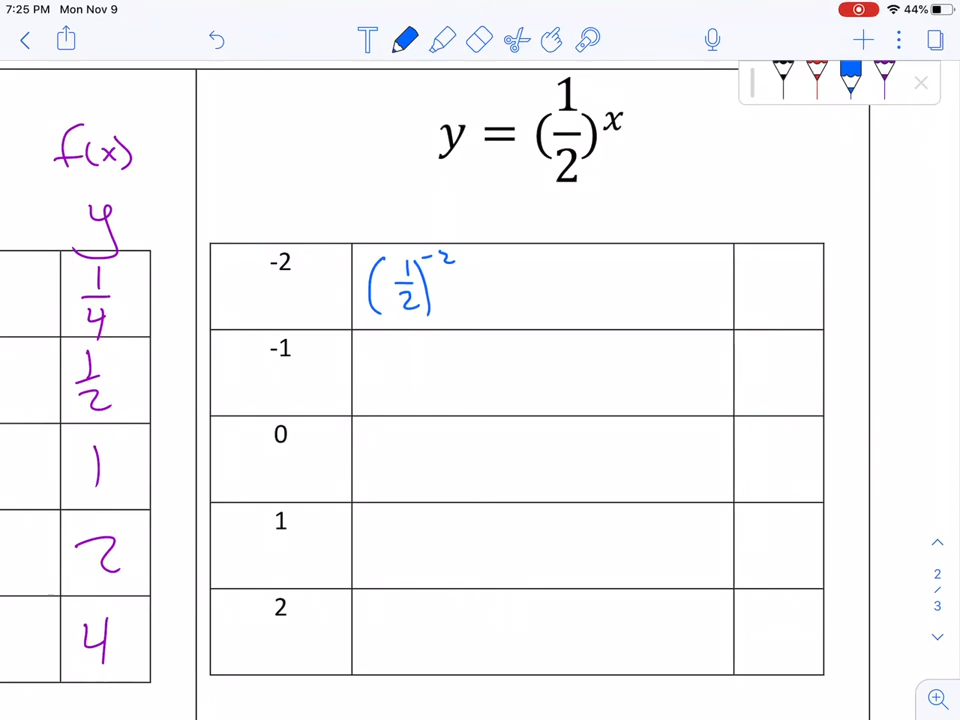 7:25 PM Mon Nov 9
44%
T
f(x)
y
1/4
1/2
1
2
4
y = (1/2)^x
-2 (1/2)^-2
-1
0
1
2
2/3